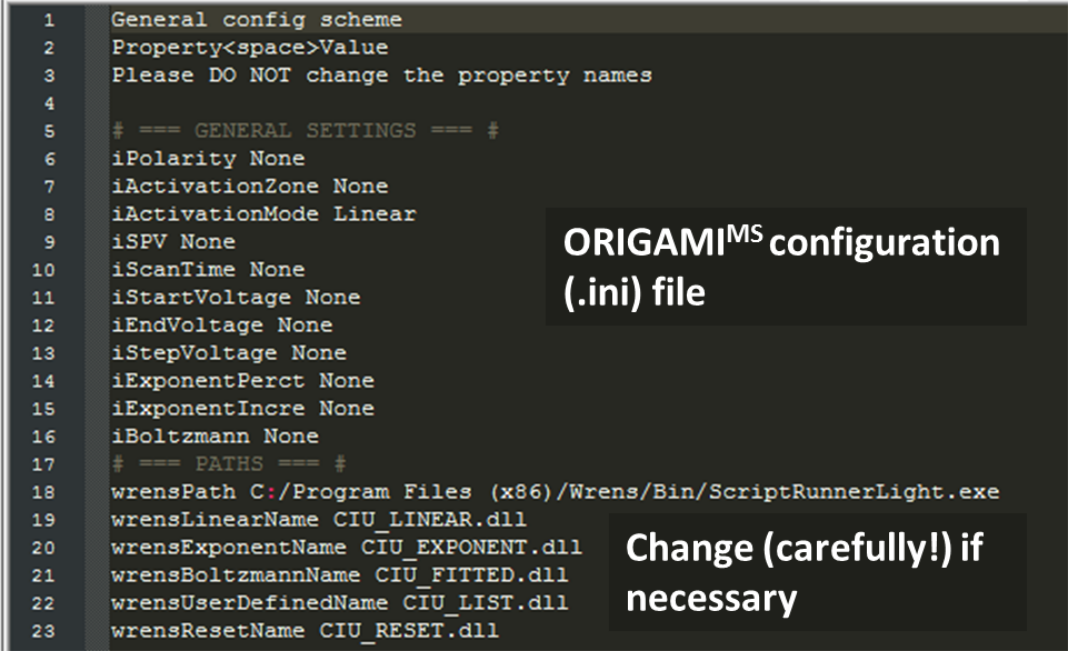 1 General config scheme
2 Property<space>Value
3 Please DO NOT change the property names
4
5 # === GENERAL SETTINGS === #
6 iPolarity None
7 iActivationZone None
8 iActivationMode Linear
9 iSPV None
10 iScanTime None
11 iStartVoltage None
12 iEndVoltage None
13 iStepVoltage None
14 iExponentPerct None
15 iExponentIncre None
16 iBoltzmann None
17 # === PATHS === #
18 wrensPath C:/Program Files (x86)/Wrens/Bin/ScriptRunnerLight.exe
19 wrensLinearName CIU_LINEAR.dll
20 wrensExponentName CIU_EXPONENT.dll
21 wrensBoltzmannName CIU_FITTED.dll
22 wrensUserDefinedName CIU_LIST.dll
23 wrensResetName CIU_RESET.dll
ORIGAMIᴹˢ configuration
(.ini) file
Change (carefully!) if
necessary